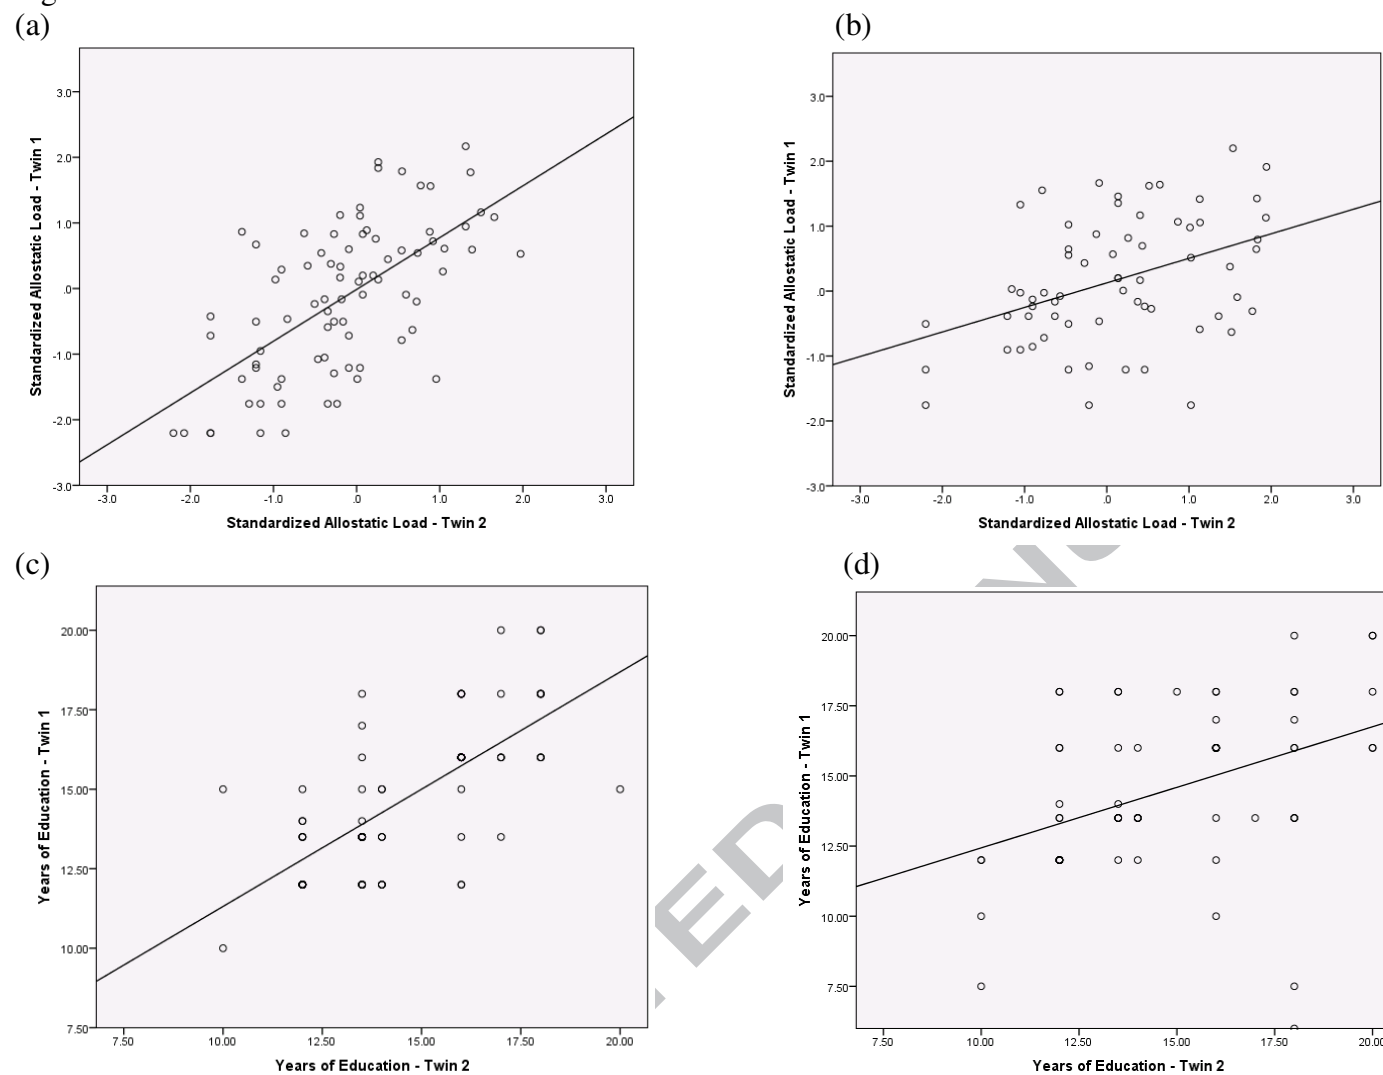 (a)
(b)
3.0
2.0
1.0
.0
-1.0
-2.0
-3.0
Standardized Allostatic Load - Twin 1
-3.0 -2.0 -1.0 .0 1.0 2.0 3.0
Standardized Allostatic Load - Twin 2
3.0
2.0
1.0
.0
-1.0
-2.0
-3.0
Standardized Allostatic Load - Twin 1
-3.0 -2.0 -1.0 .0 1.0 2.0 3.0
Standardized Allostatic Load - Twin 2
(c)
(d)
20.00
17.50
15.00
12.50
10.00
7.50
Years of Education - Twin 1
7.50 10.00 12.50 15.00 17.50 20.00
Years of Education - Twin 2
20.00
17.50
15.00
12.50
10.00
7.50
Years of Education - Twin 1
7.50 10.00 12.50 15.00 17.50 20.00
Years of Education - Twin 2
TED